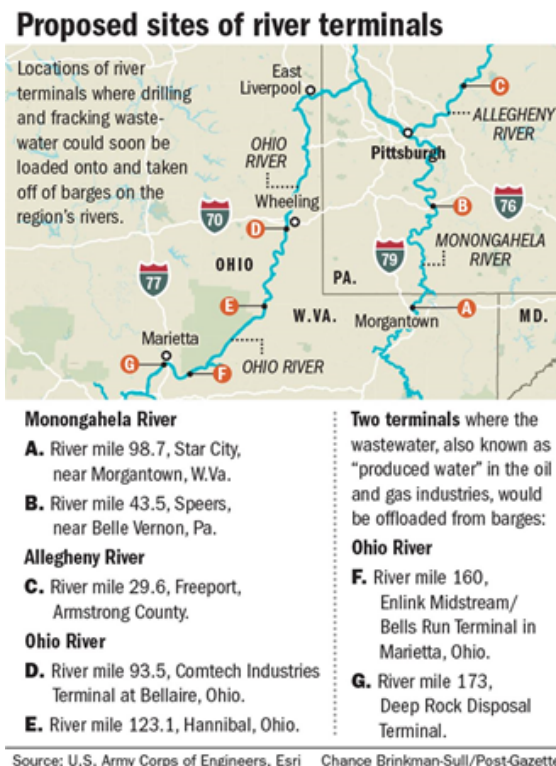 Proposed sites of river terminals
Locations of river
terminals where drilling
and fracking waste-
water could soon be
loaded onto and taken
off of barges on the
region's rivers.
East
Liverpool
C
ALLEGHENY
RIVER
OHIO
RIVER
Pittsburgh
Wheeling
70
D
B
76
MONONGAHELA
RIVER
OHIO
79
77
PA.
E
W.VA.
Morgantown
A
MD.
Marietta
G
F
OHIO RIVER
Monongahela River
A. River mile 98.7, Star City,
near Morgantown, W.Va.
B. River mile 43.5, Speers,
near Belle Vernon, Pa.
Allegheny River
C. River mile 29.6, Freeport,
Armstrong County.
Ohio River
D. River mile 93.5, Comtech Industries
Terminal at Bellaire, Ohio.
E. River mile 123.1, Hannibal, Ohio.
Two terminals where the
wastewater, also known as
“produced water” in the oil
and gas industries, would
be offloaded from barges:
Ohio River
F. River mile 160,
Enlink Midstream/
Bells Run Terminal in
Marietta, Ohio.
G. River mile 173,
Deep Rock Disposal
Terminal.
Source: U.S. Army Corps of Engineers, Esri
Chance Brinkman-Sull/Post-Gazette